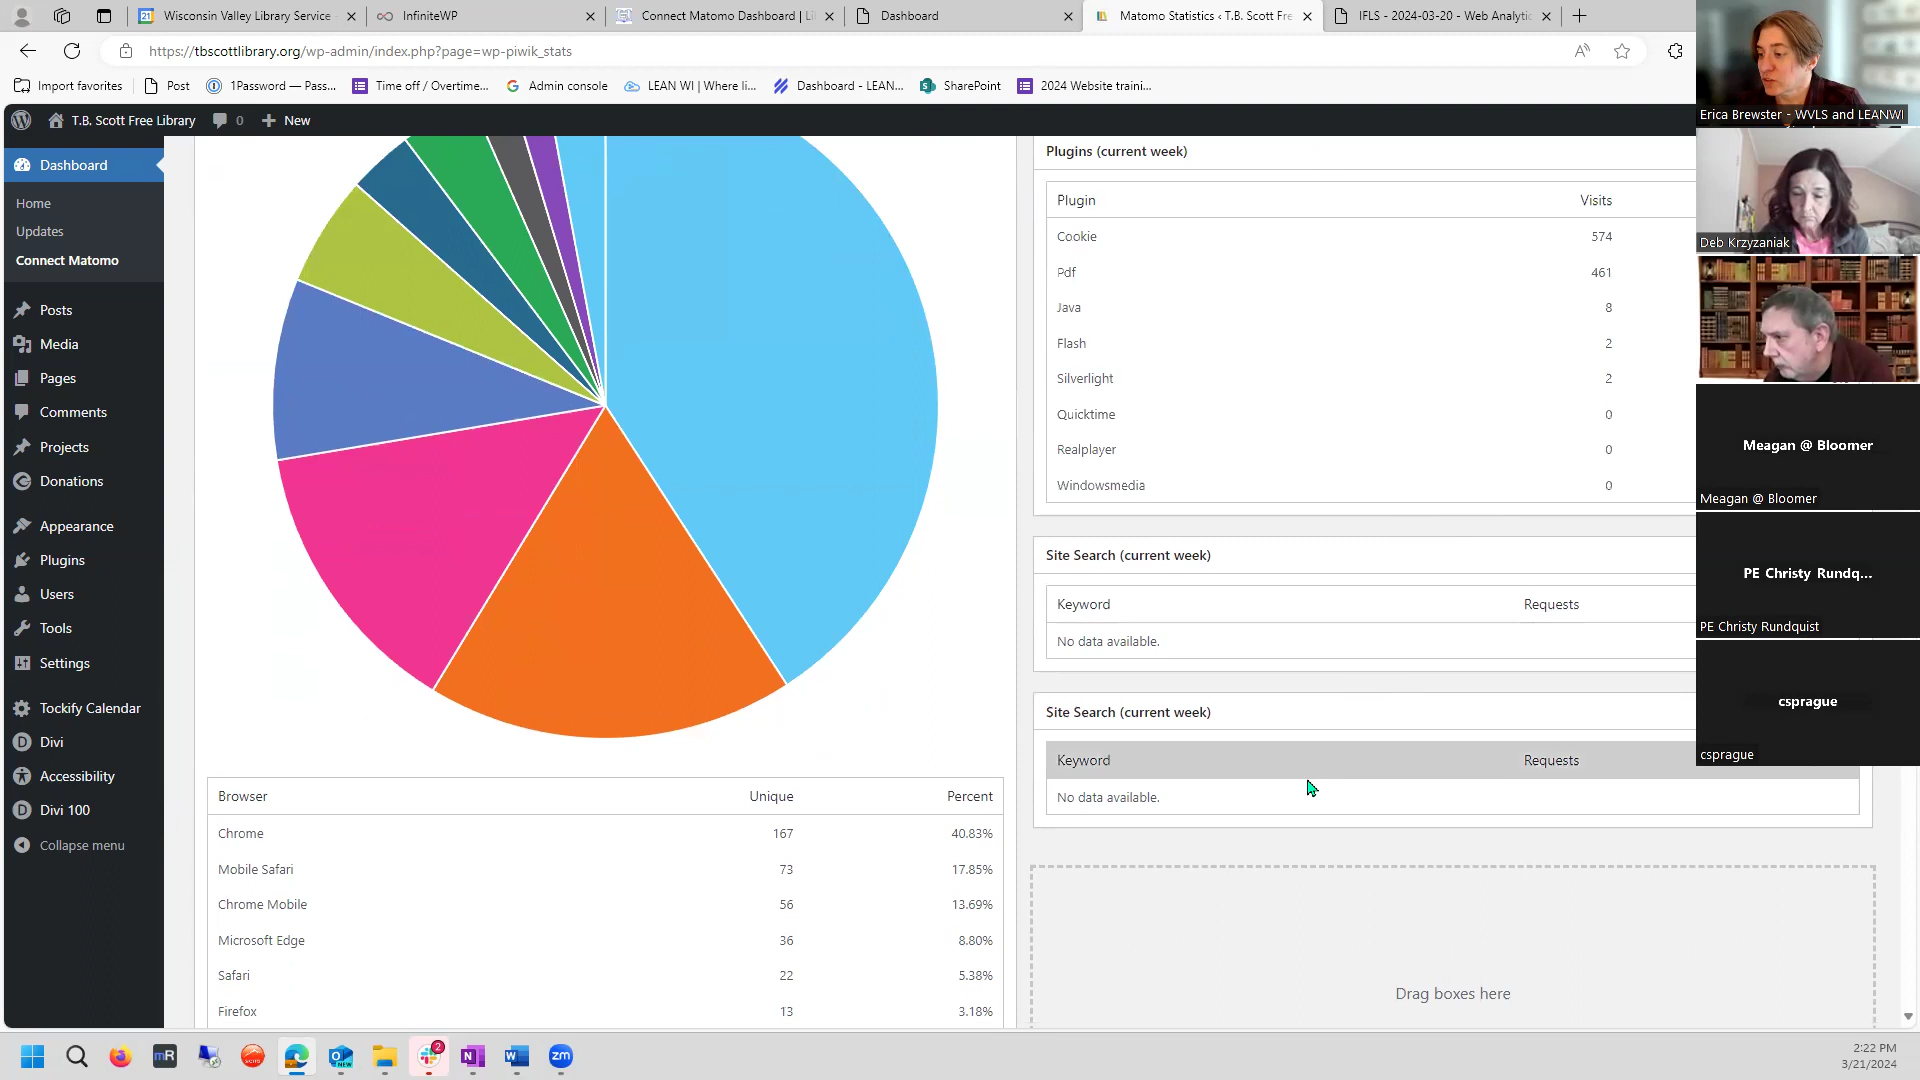 Wisconsin Valley Library Service -
InfiniteWP
Connect Matomo Dashboard | Li
Dashboard
Matomo Statistics ‹ T.B. Scott Fre
IFLS - 2024-03-20 - Web Analytic
https://tbscottlibrary.org/wp-admin/index.php?page=wp-piwik_stats
Import favorites
Post
1Password — Pass...
Time off / Overtime...
Admin console
LEAN WI | Where li...
Dashboard - LEAN...
SharePoint
2024 Website traini...
T.B. Scott Free Library
0
New
Dashboard
Home
Updates
Connect Matomo
Posts
Media
Pages
Comments
Projects
Donations
Appearance
Plugins
Users
Tools
Settings
Tockify Calendar
Divi
Accessibility
Divi 100
Collapse menu
Browser Unique Percent
Chrome 167 40.83%
Mobile Safari 73 17.85%
Chrome Mobile 56 13.69%
Microsoft Edge 36 8.80%
Safari 22 5.38%
Firefox 13 3.18%
Plugins (current week)
Plugin Visits
Cookie 574
Pdf 461
Java 8
Flash 2
Silverlight 2
Quicktime 0
Realplayer 0
Windowsmedia 0
Site Search (current week)
Keyword Requests
No data available.
Site Search (current week)
Keyword Requests
No data available.
Drag boxes here
Erica Brewster - WVLS and LEANWI
Deb Krzyzaniak
Meagan @ Bloomer
Meagan @ Bloomer
PE Christy Rundq...
PE Christy Rundquist
csprague
csprague
2:22 PM
3/21/2024